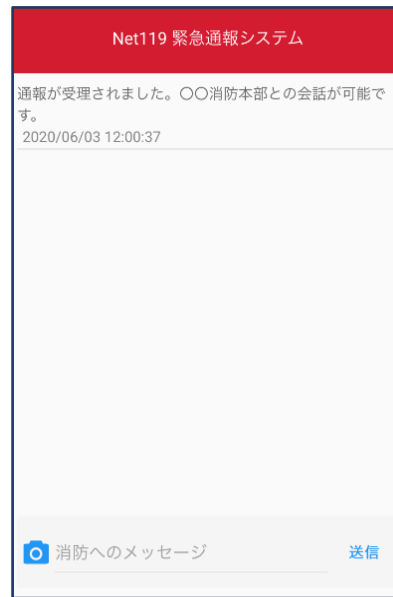 Net119 緊急通報システム
通報が受理されました。〇〇消防本部との会話が可能で
す。
2020/06/03 12:00:37
消防へのメッセージ
送信